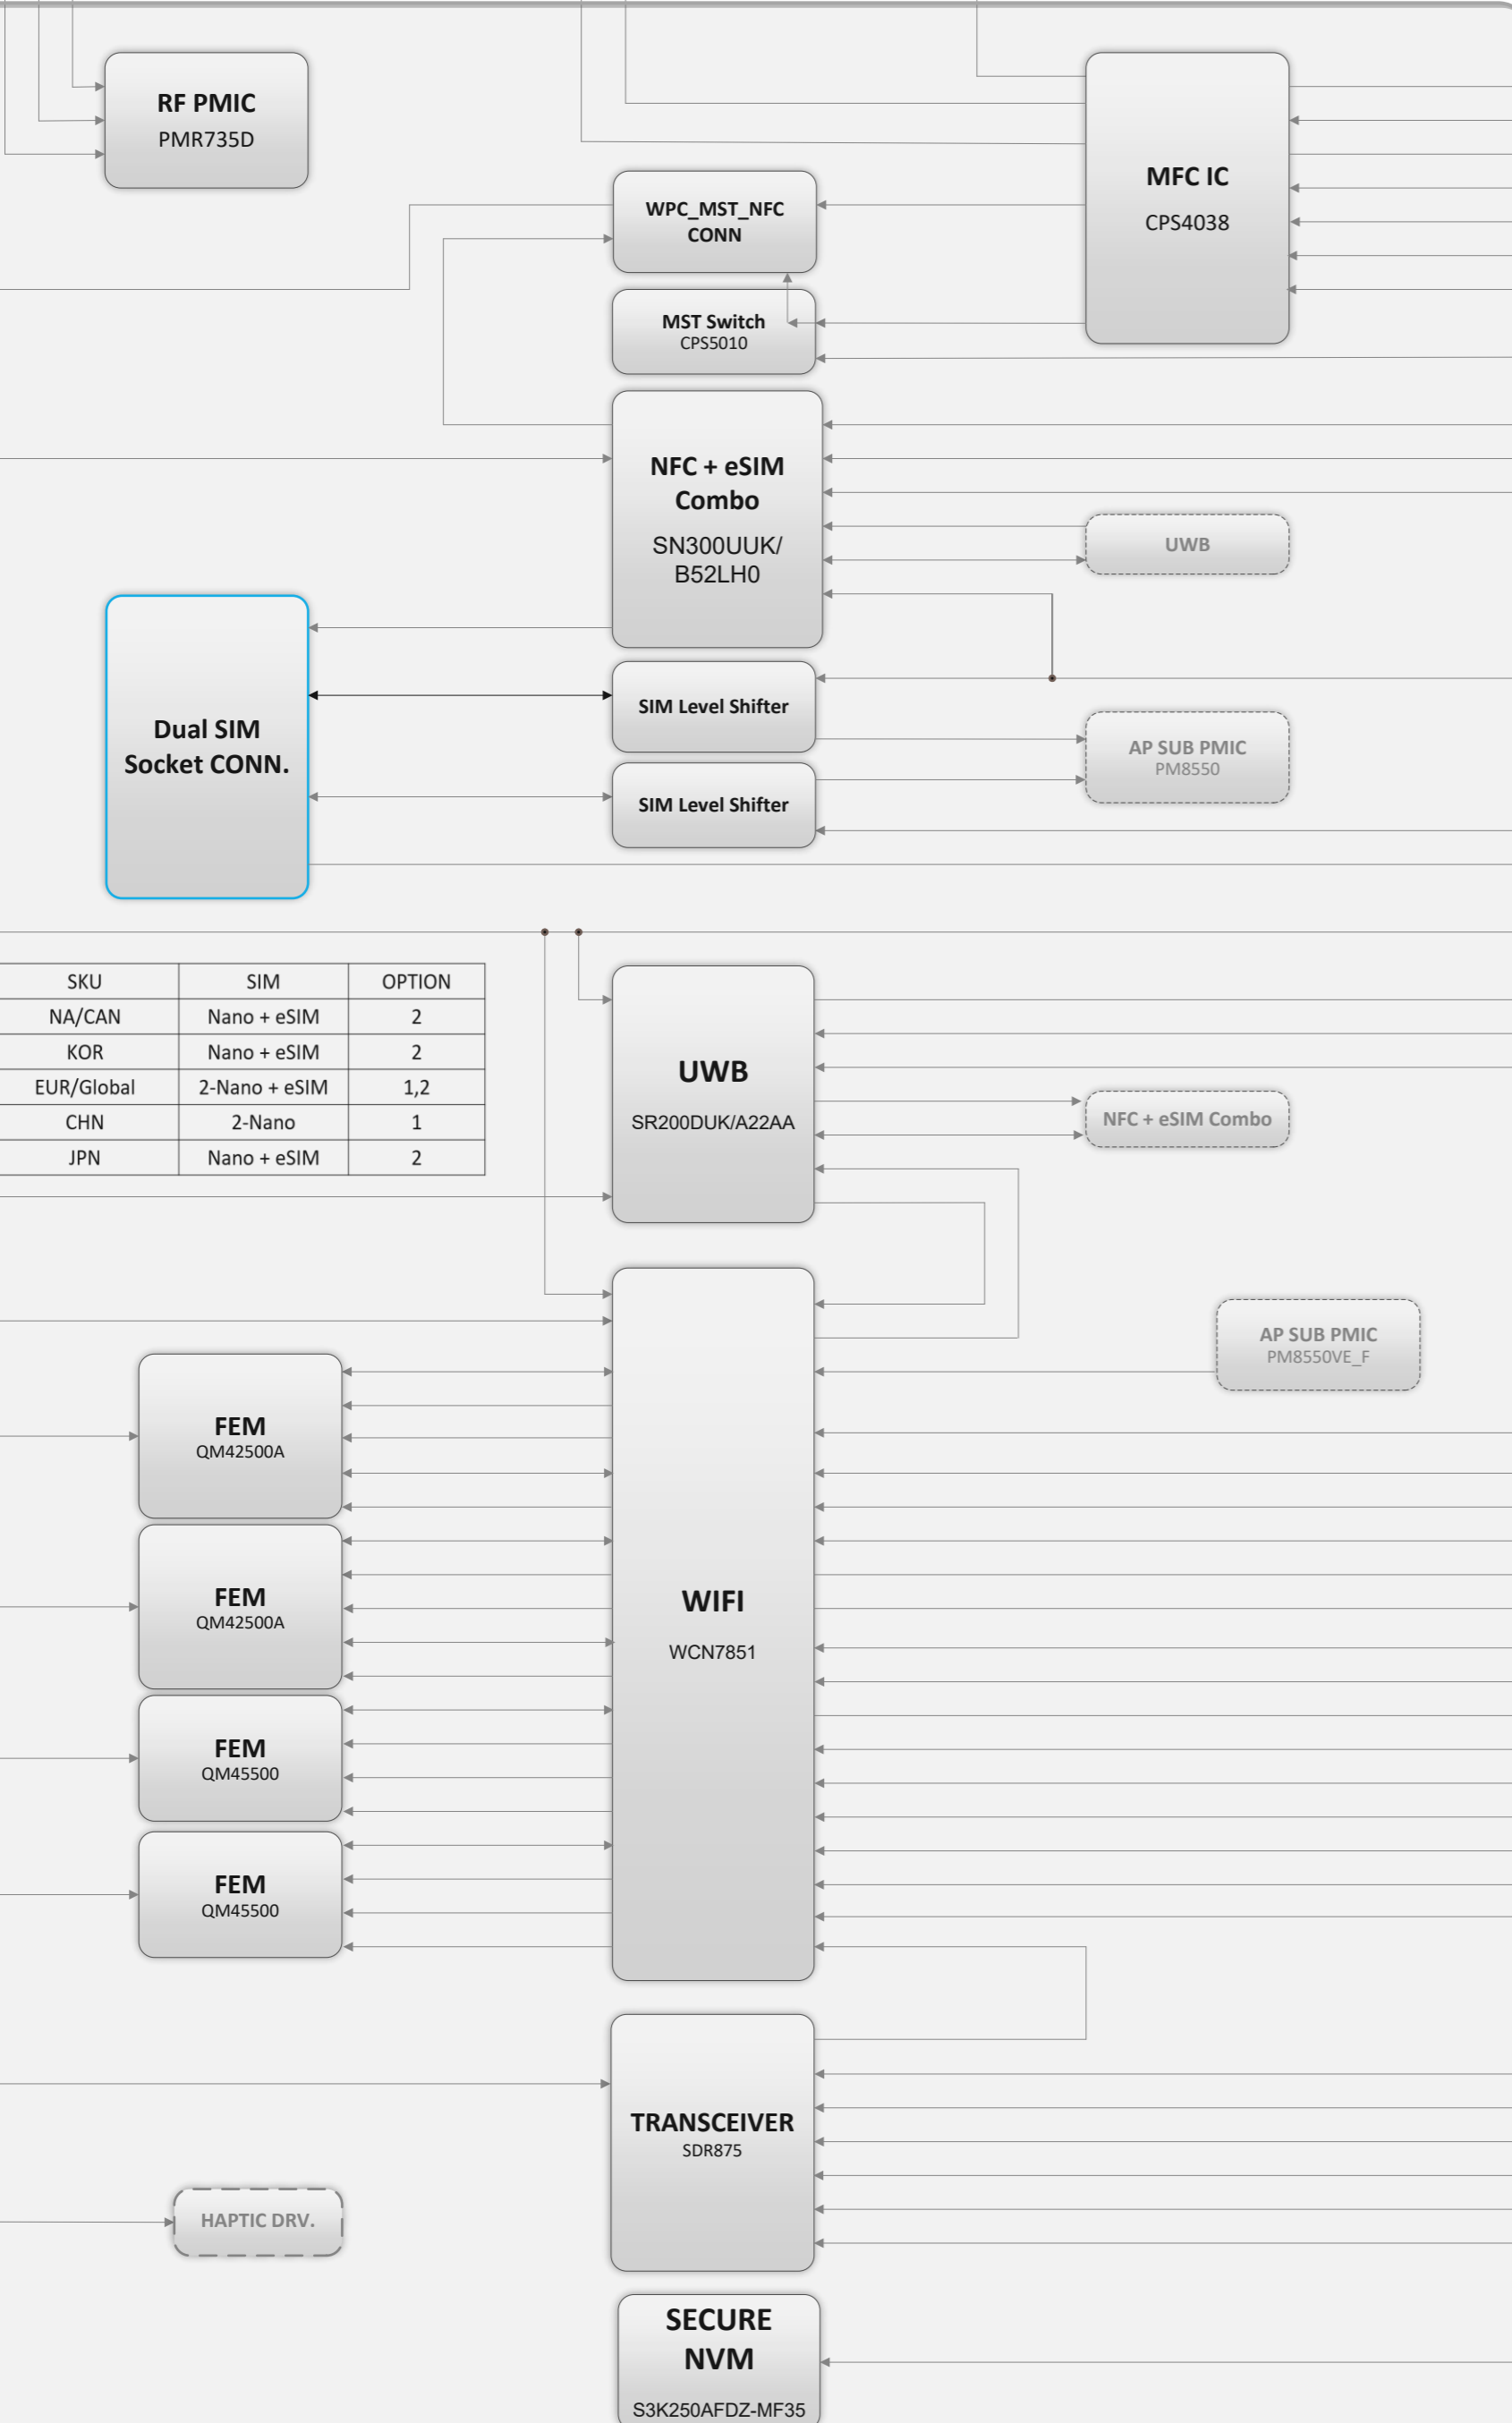 RF PMIC
PMR735D
MFC IC
CPS4038
WPC_MST_NFC
CONN
MST Switch
CPS5010
NFC + eSIM
Combo
SN300UUK/
B52LH0
UWB
Dual SIM
Socket CONN.
SIM Level Shifter
AP SUB PMIC
PM8550
SIM Level Shifter
SKU SIM OPTION
NA/CAN Nano + eSIM 2
KOR Nano + eSIM 2
EUR/Global 2-Nano + eSIM 1,2
CHN 2-Nano 1
JPN Nano + eSIM 2
UWB
SR200DUK/A22AA
NFC + eSIM Combo
AP SUB PMIC
PM8550VE_F
FEM
QM42500A
FEM
QM42500A
WIFI
WCN7851
FEM
QM45500
FEM
QM45500
TRANSCEIVER
SDR875
HAPTIC DRV.
SECURE
NVM
S3K250AFDZ-MF35